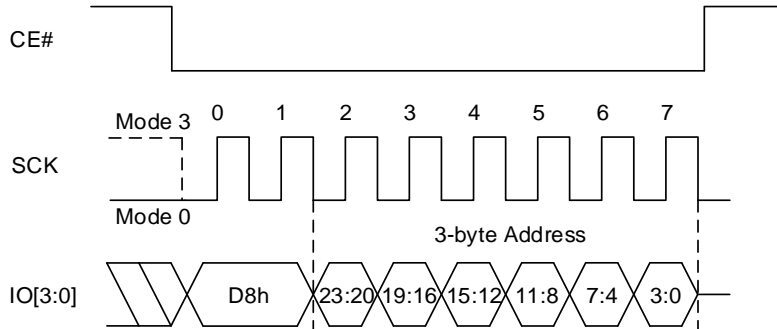 CE#
Mode 3 0 1 2 3 4 5 6 7
SCK
Mode 0
3-byte Address
IO[3:0] D8h 23:20 19:16 15:12 11:8 7:4 3:0